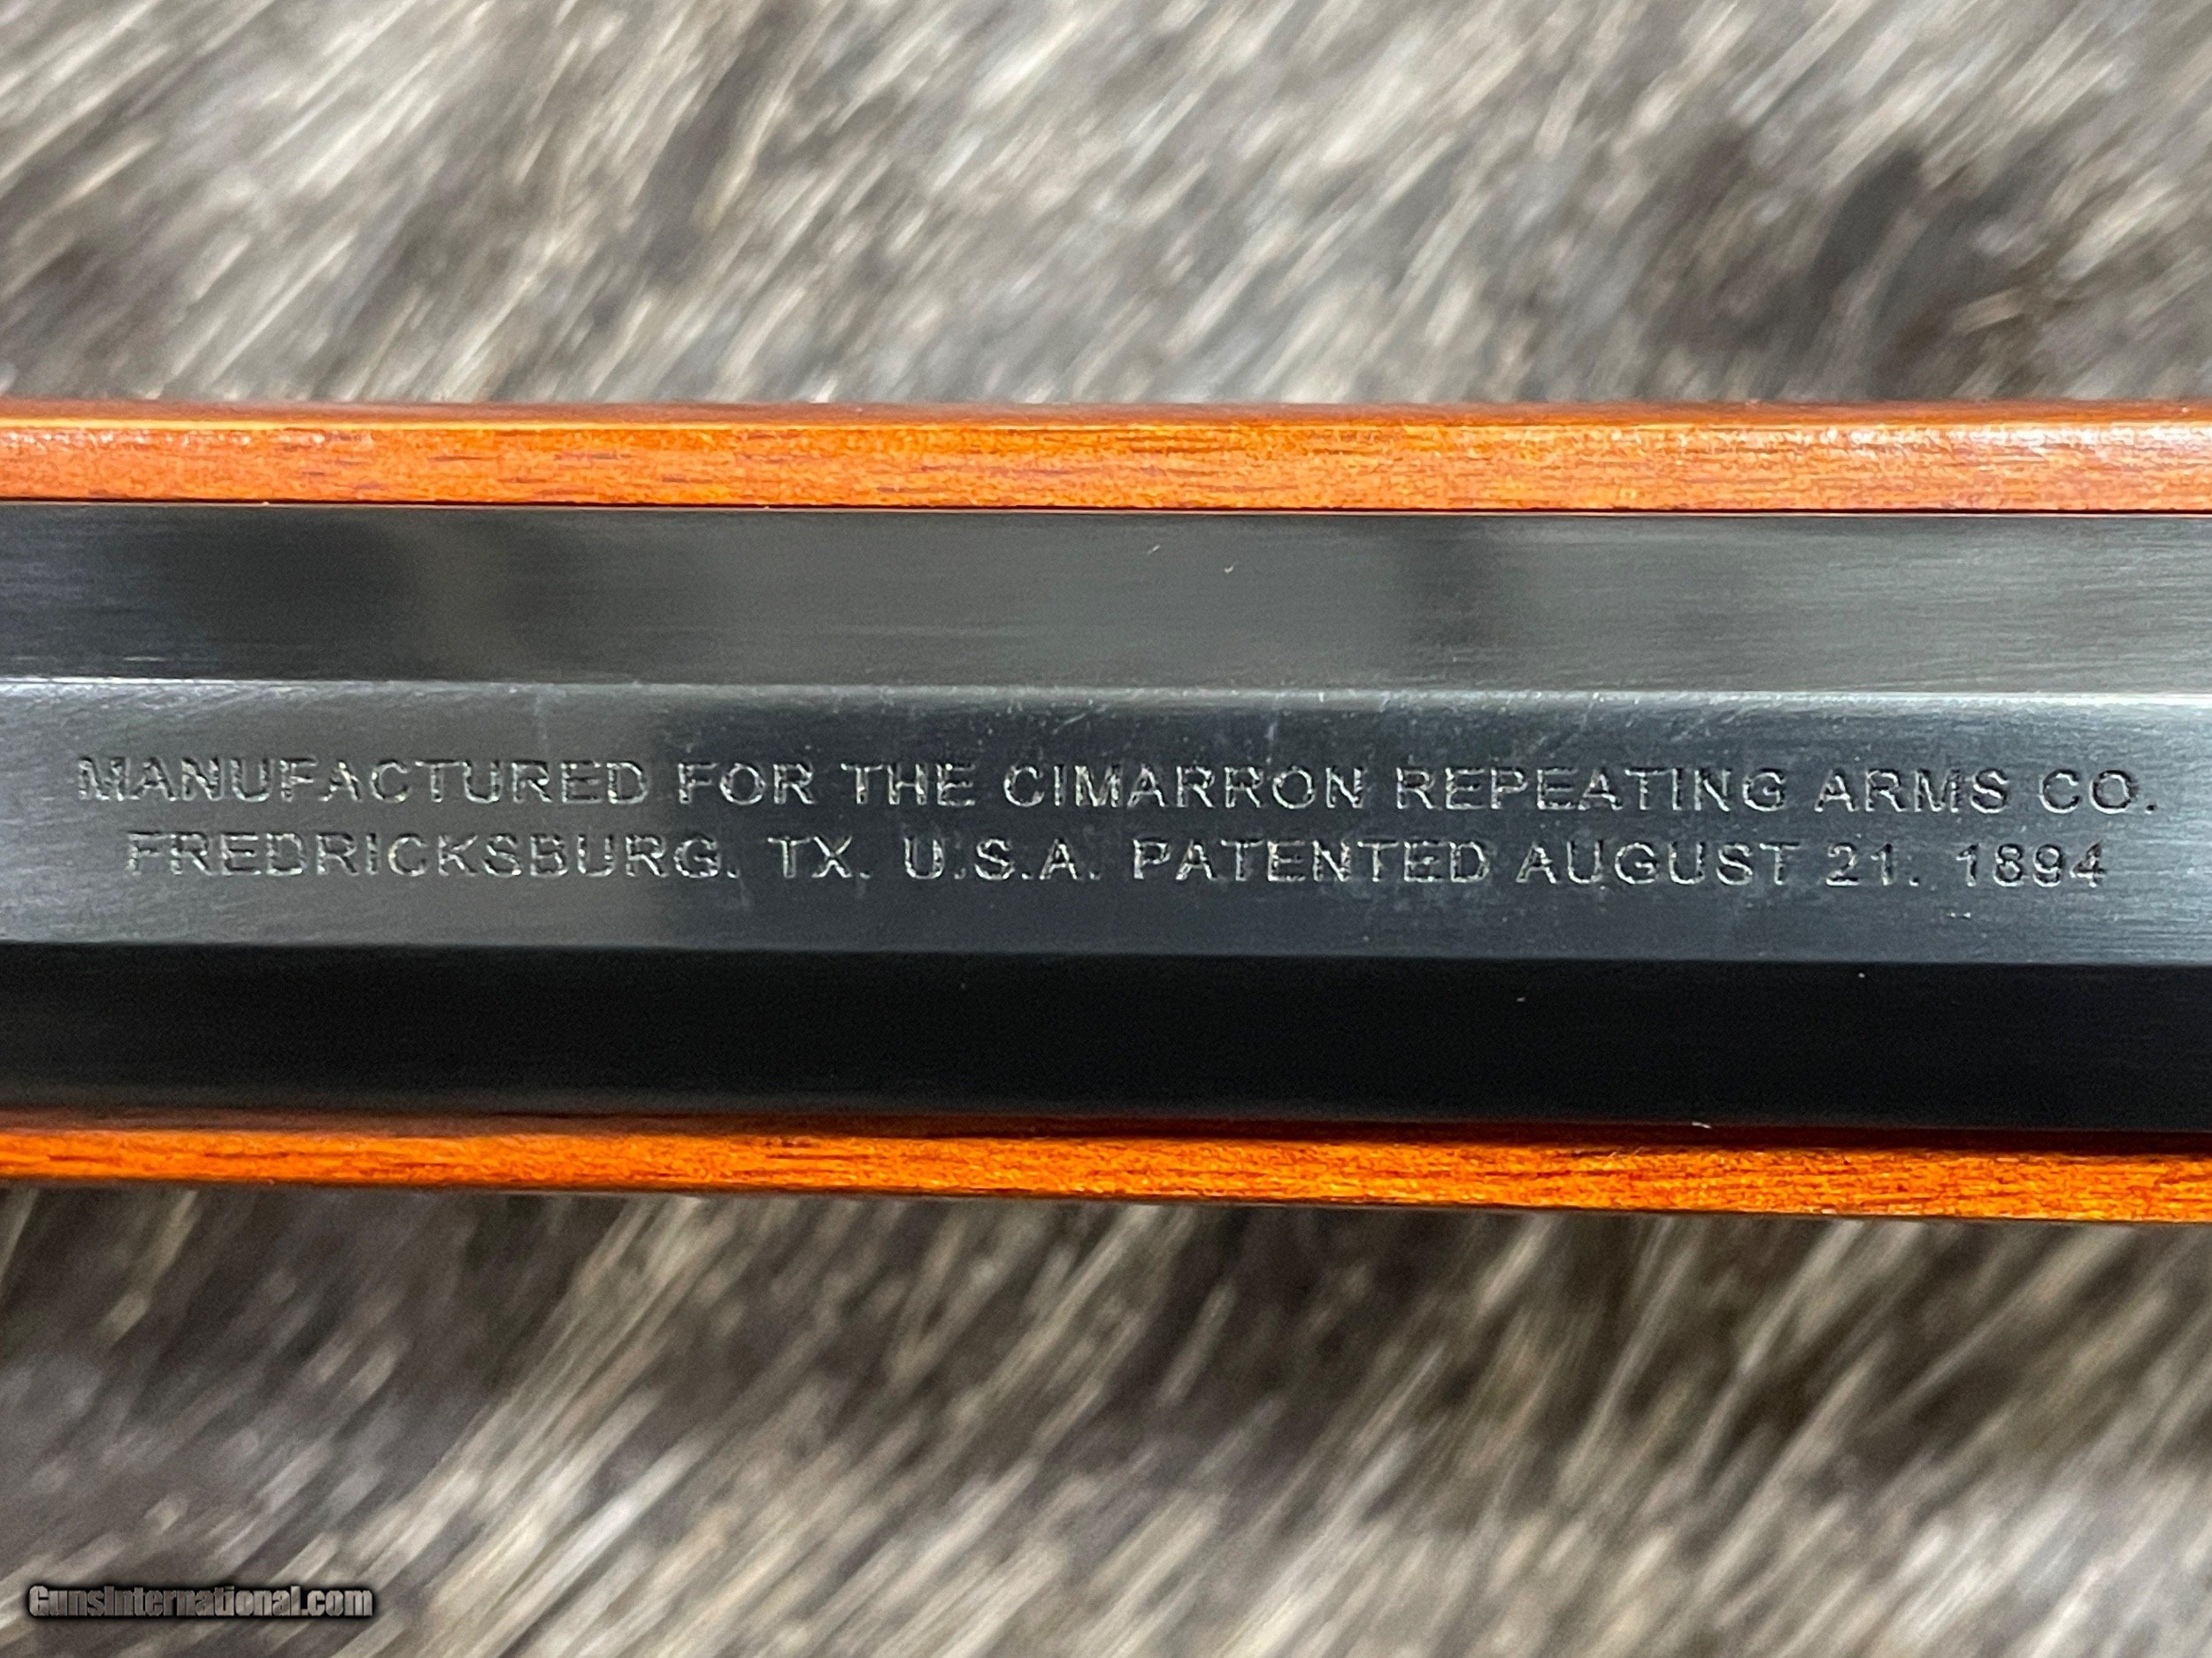 MANUFACTURED FOR THE CIMARRON REPEATING ARMS CO.
FREDRICKSBURG. TX. U.S.A. PATENTED AUGUST 21. 1894
GunsInternational.com